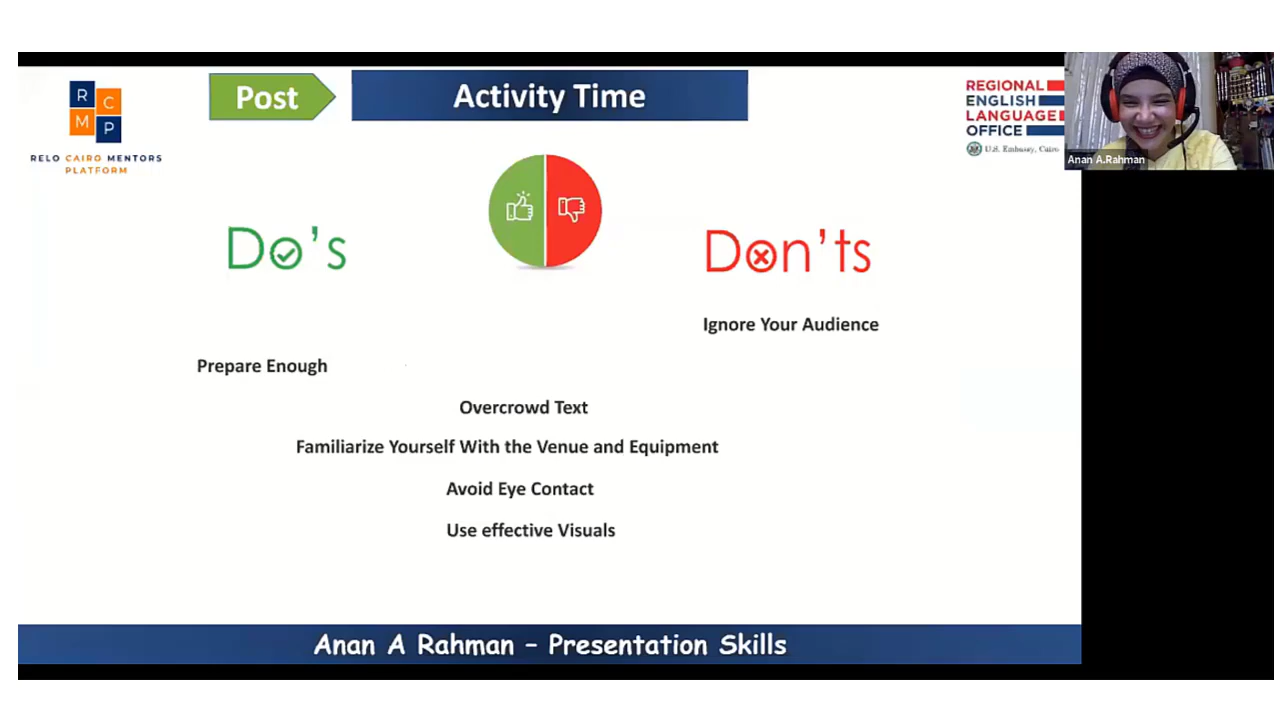 R
C
M
P
RELO CAIRO MENTORS
PLATFORM
Post
Activity Time
REGIONAL
ENGLISH
LANGUAGE
OFFICE
U.S. Embassy, Cairo
Anan A.Rahman
Do's
Don'ts
Ignore Your Audience
Prepare Enough
Overcrowd Text
Familiarize Yourself With the Venue and Equipment
Avoid Eye Contact
Use effective Visuals
Anan A Rahman – Presentation Skills